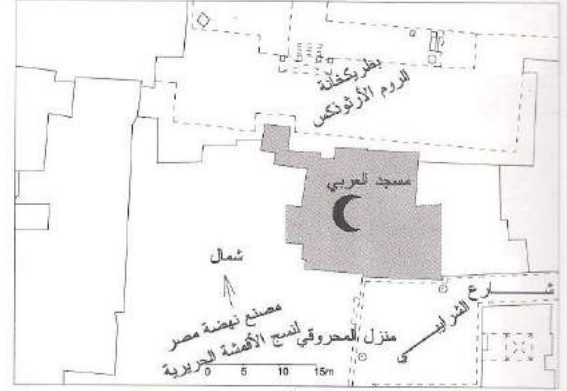 بطريكخانة
الروم الأرثوذكس
مسجد العربي
شمال
شارع الشرايبي
مصنع نهضة مصر
لنسج الأقمشة الحريرية
منزل المحروقي
0 5 10 15m